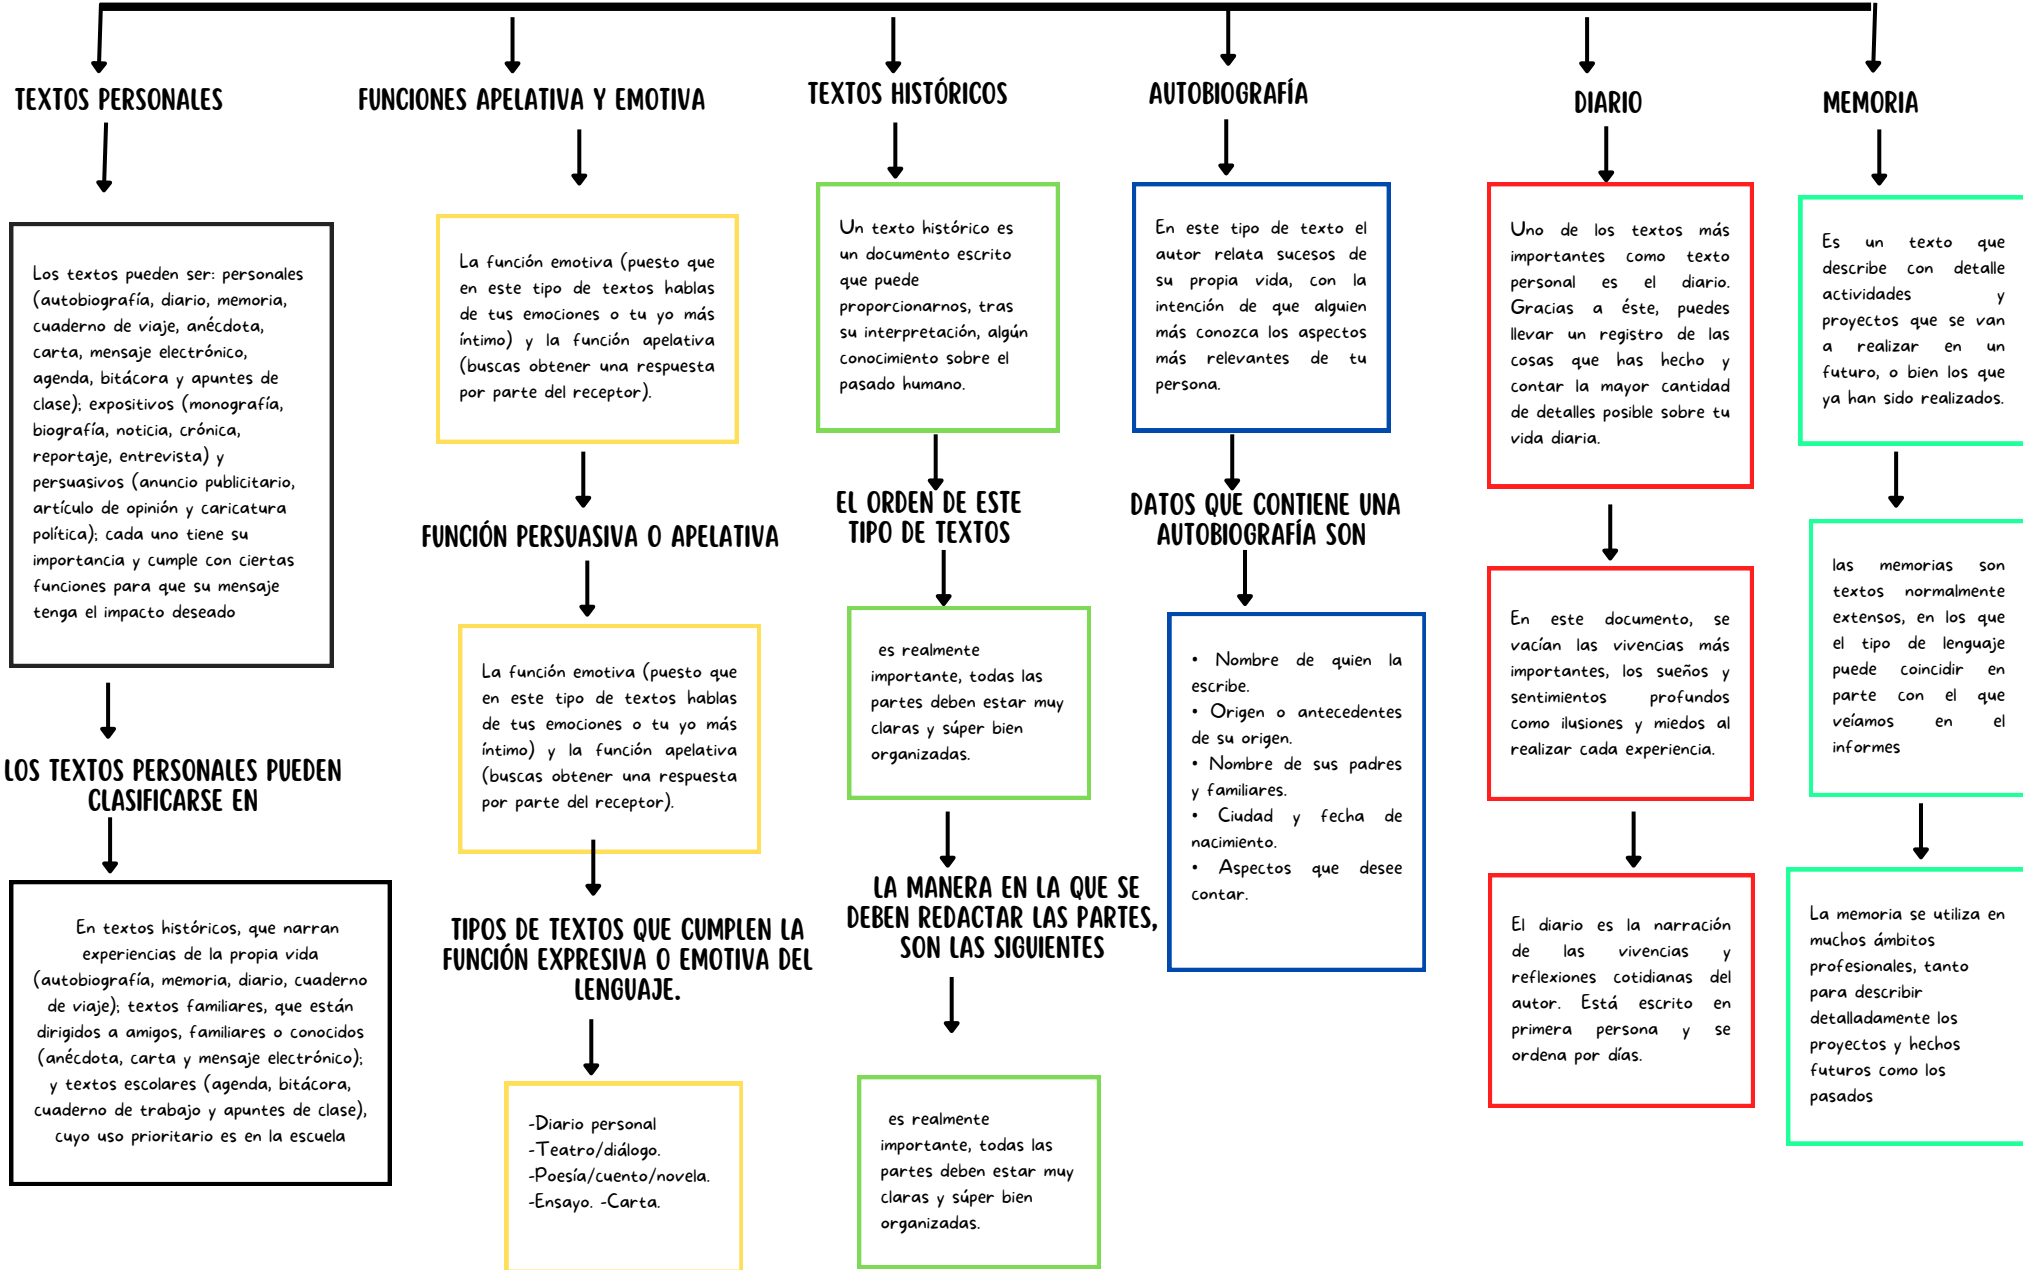 TEXTOS PERSONALES
Los textos pueden ser: personales
(autobiografía, diario, memoria,
cuaderno de viaje, anécdota,
carta, mensaje electrónico,
agenda, bitácora y apuntes de
clase); expositivos (monografía,
biografía, noticia, crónica,
reportaje, entrevista) y
persuasivos (anuncio publicitario,
artículo de opinión y caricatura
política); cada uno tiene su
importancia y cumple con ciertas
funciones para que su mensaje
tenga el impacto deseado
LOS TEXTOS PERSONALES PUEDEN
CLASIFICARSE EN
En textos históricos, que narran
experiencias de la propia vida
(autobiografía, memoria, diario, cuaderno
de viaje); textos familiares, que están
dirigidos a amigos, familiares o conocidos
(anécdota, carta y mensaje electrónico);
y textos escolares (agenda, bitácora,
cuaderno de trabajo y apuntes de clase),
cuyo uso prioritario es en la escuela
FUNCIONES APELATIVA Y EMOTIVA
La función emotiva (puesto que
en este tipo de textos hablas
de tus emociones o tu yo más
íntimo) y la función apelativa
(buscas obtener una respuesta
por parte del receptor).
FUNCIÓN PERSUASIVA O APELATIVA
La función emotiva (puesto que
en este tipo de textos hablas
de tus emociones o tu yo más
íntimo) y la función apelativa
(buscas obtener una respuesta
por parte del receptor).
TIPOS DE TEXTOS QUE CUMPLEN LA
FUNCIÓN EXPRESIVA O EMOTIVA DEL
LENGUAJE.
-Diario personal
-Teatro/diálogo.
-Poesía/cuento/novela.
-Ensayo. -Carta.
TEXTOS HISTÓRICOS
Un texto histórico es
un documento escrito
que puede
proporcionarnos, tras
su interpretación, algún
conocimiento sobre el
pasado humano.
EL ORDEN DE ESTE
TIPO DE TEXTOS
es realmente
importante, todas las
partes deben estar muy
claras y súper bien
organizadas.
LA MANERA EN LA QUE SE
DEBEN REDACTAR LAS PARTES,
SON LAS SIGUIENTES
es realmente
importante, todas las
partes deben estar muy
claras y súper bien
organizadas.
AUTOBIOGRAFÍA
En este tipo de texto el
autor relata sucesos de
su propia vida, con la
intención de que alguien
más conozca los aspectos
más relevantes de tu
persona.
DATOS QUE CONTIENE UNA
AUTOBIOGRAFÍA SON
• Nombre de quien la
escribe.
• Origen o antecedentes
de su origen.
• Nombre de sus padres
y familiares.
• Ciudad y fecha de
nacimiento.
• Aspectos que desee
contar.
DIARIO
Uno de los textos más
importantes como texto
personal es el diario.
Gracias a éste, puedes
llevar un registro de las
cosas que has hecho y
contar la mayor cantidad
de detalles posible sobre tu
vida diaria.
En este documento, se
vacían las vivencias más
importantes, los sueños y
sentimientos profundos
como ilusiones y miedos al
realizar cada experiencia.
El diario es la narración
de las vivencias y
reflexiones cotidianas del
autor. Está escrito en
primera persona y se
ordena por días.
MEMORIA
Es un texto que
describe con detalle
actividades y
proyectos que se van
a realizar en un
futuro, o bien los que
ya han sido realizados.
las memorias son
textos normalmente
extensos, en los que
el tipo de lenguaje
puede coincidir en
parte con el que
veíamos en el
informes
La memoria se utiliza en
muchos ámbitos
profesionales, tanto
para describir
detalladamente los
proyectos y hechos
futuros como los
pasados